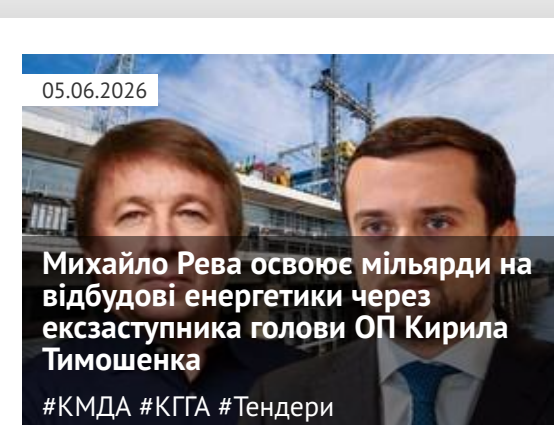 05.06.2026
Михайло Рева освоює мільярди на
відбудові енергетики через
ексзаступника голови ОП Кирила
Тимошенка
#КМДА #КГГА #Тендери